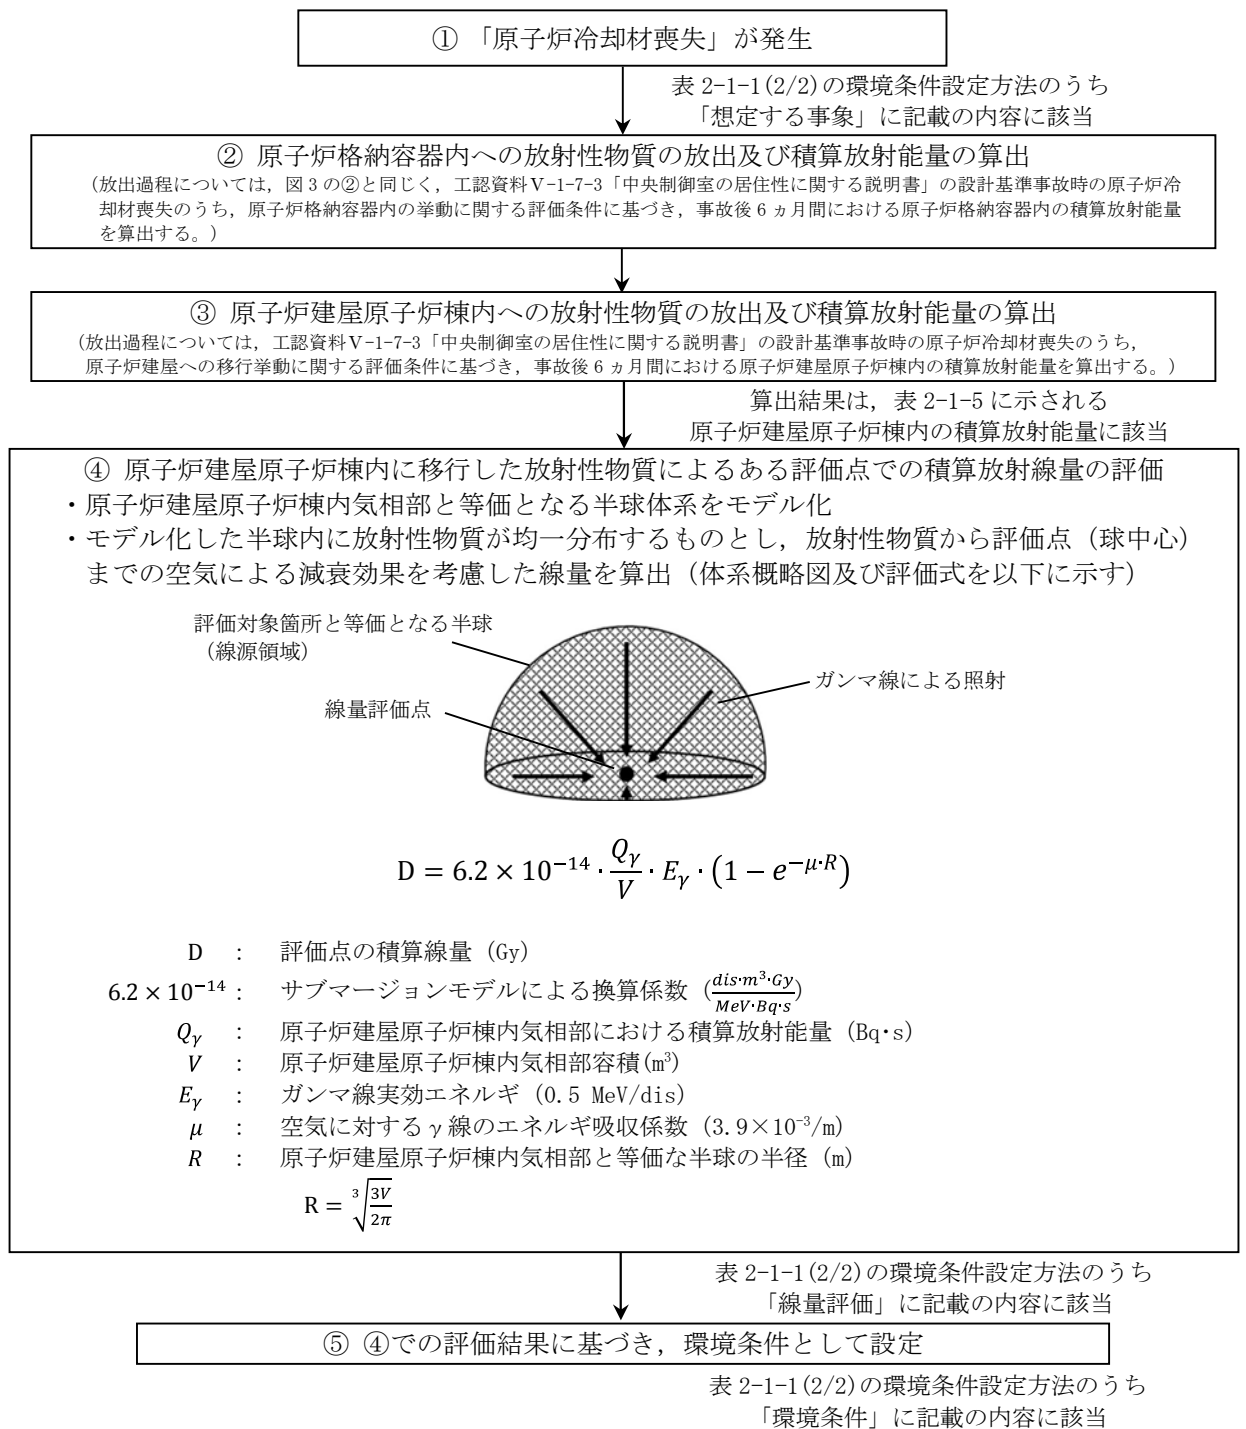 ① 「原子炉冷却材喪失」が発生
表 2-1-1(2/2)の環境条件設定方法のうち
「想定する事象」に記載の内容に該当
② 原子炉格納容器内への放射性物質の放出及び積算放射能量の算出
(放出過程については，図 3 の②と同じく，工認資料Ⅴ-1-7-3「中央制御室の居住性に関する説明書」の設計基準事故時の原子炉冷
却材喪失のうち，原子炉格納容器内の挙動に関する評価条件に基づき，事故後 6 ヵ月間における原子炉格納容器内の積算放射能量
を算出する。)
③ 原子炉建屋原子炉棟内への放射性物質の放出及び積算放射能量の算出
(放出過程については，工認資料Ⅴ-1-7-3「中央制御室の居住性に関する説明書」の設計基準事故時の原子炉冷却材喪失のうち，
原子炉建屋への移行挙動に関する評価条件に基づき，事故後 6 ヵ月間における原子炉建屋原子炉棟内の積算放射能量を算出する。)
算出結果は，表 2-1-5 に示される
原子炉建屋原子炉棟内の積算放射能量に該当
④ 原子炉建屋原子炉棟内に移行した放射性物質によるある評価点での積算放射線量の評価
・原子炉建屋原子炉棟内気相部と等価となる半球体系をモデル化
・モデル化した半球内に放射性物質が均一分布するものとし，放射性物質から評価点（球中心）
までの空気による減衰効果を考慮した線量を算出（体系概略図及び評価式を以下に示す）
評価対象箇所と等価となる半球
（線源領域）
ガンマ線による照射
線量評価点
D = 6.2 × 10⁻¹⁴ · Q_γ/V · E_γ · (1 − e^{−μ·R})
D ： 評価点の積算線量（Gy）
6.2 × 10⁻¹⁴ ： サブマージョンモデルによる換算係数（dis·m³·Gy/MeV·Bq·s）
Q_γ ： 原子炉建屋原子炉棟内気相部における積算放射能量（Bq・s）
V ： 原子炉建屋原子炉棟内気相部容積(m³)
E_γ ： ガンマ線実効エネルギ（0.5 MeV/dis）
μ ： 空気に対するγ線のエネルギ吸収係数（3.9×10⁻³/m）
R ： 原子炉建屋原子炉棟内気相部と等価な半球の半径（m）
R = ³√(3V/2π)
表 2-1-1(2/2)の環境条件設定方法のうち
「線量評価」に記載の内容に該当
⑤ ④での評価結果に基づき，環境条件として設定
表 2-1-1(2/2)の環境条件設定方法のうち
「環境条件」に記載の内容に該当